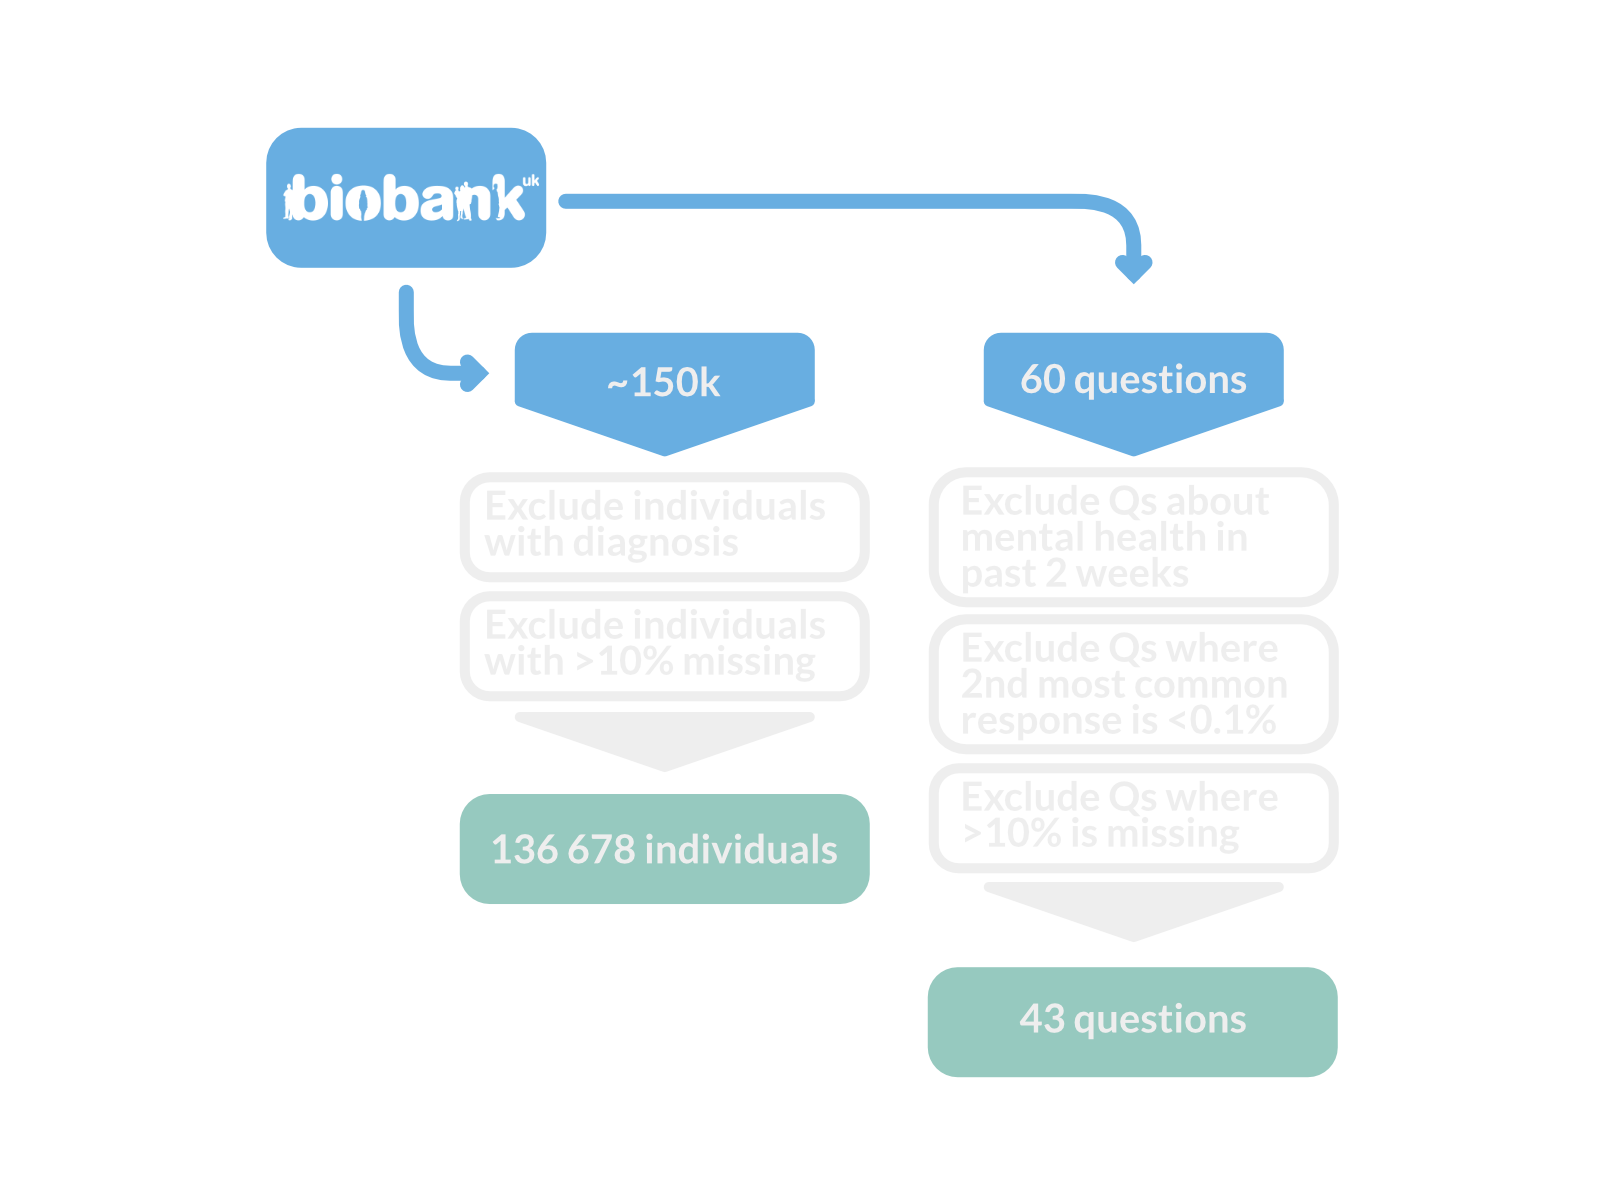 biobank uk
~150k
Exclude individuals
with diagnosis
Exclude individuals
with >10% missing
136 678 individuals
60 questions
Exclude Qs about
mental health in
past 2 weeks
Exclude Qs where
2nd most common
response is <0.1%
Exclude Qs where
>10% is missing
43 questions